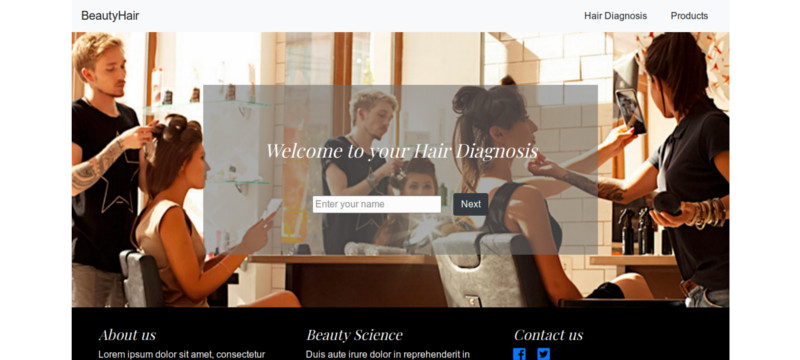 BeautyHair
Hair Diagnosis
Products
Welcome to your Hair Diagnosis
Enter your name
Next
About us
Beauty Science
Contact us
Lorem ipsum dolor sit amet, consectetur
Duis aute irure dolor in reprehenderit in